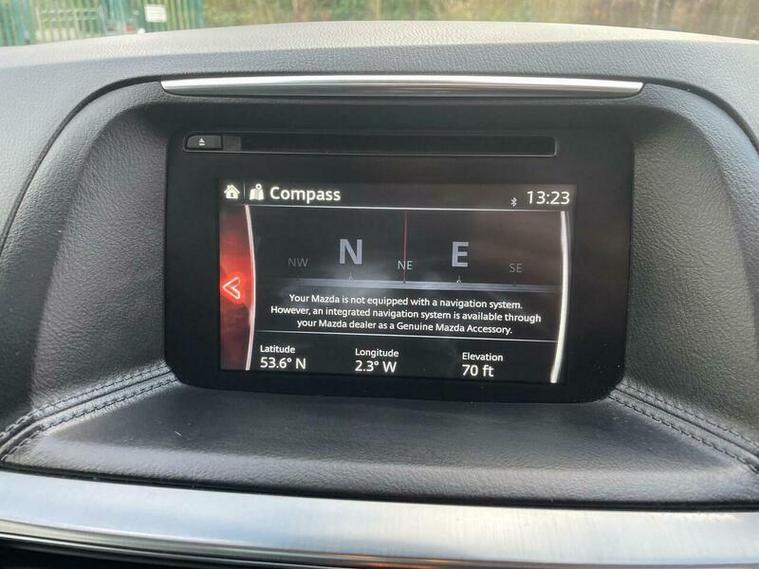 Compass
13:23
NW N NE E SE
Your Mazda is not equipped with a navigation system.
However, an integrated navigation system is available through
your Mazda dealer as a Genuine Mazda Accessory.
Latitude Longitude Elevation
53.6° N 2.3° W 70 ft